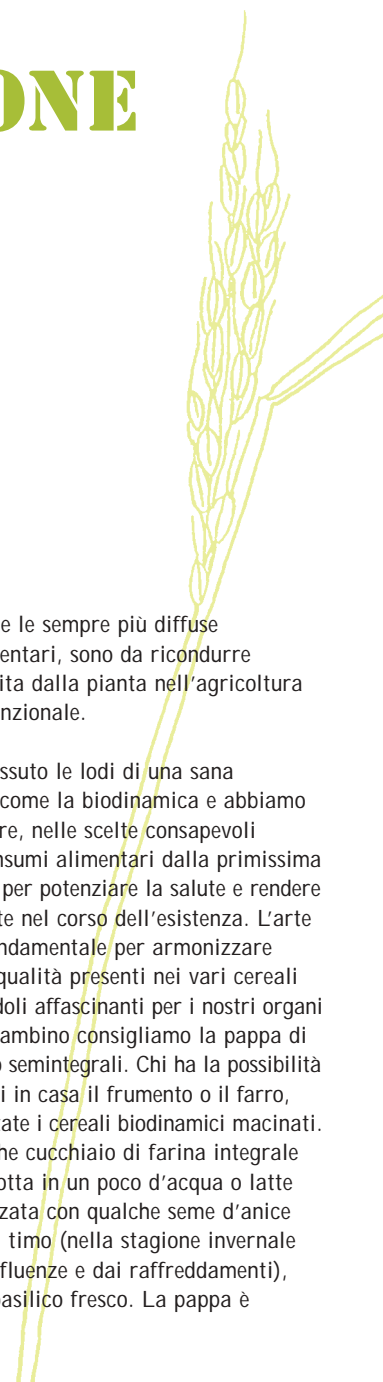 ONE
e le sempre più diffuse
entari, sono da ricondurre
ita dalla pianta nell'agricoltura
nzionale.
ssuto le lodi di una sana
come la biodinamica e abbiamo
re, nelle scelte consapevoli
nsumi alimentari dalla primissima
per potenziare la salute e rendere
te nel corso dell'esistenza. L'arte
ndamentale per armonizzare
qualità presenti nei vari cereali
doli affascinanti per i nostri organi
ambino consigliamo la pappa di
o semintegrali. Chi ha la possibilità
i in casa il frumento o il farro,
ate i cereali biodinamici macinati.
he cucchiaio di farina integrale
otta in un poco d'acqua o latte
zata con qualche seme d'anice
timo (nella stagione invernale
fluenze e dai raffreddamenti),
basilico fresco. La pappa è